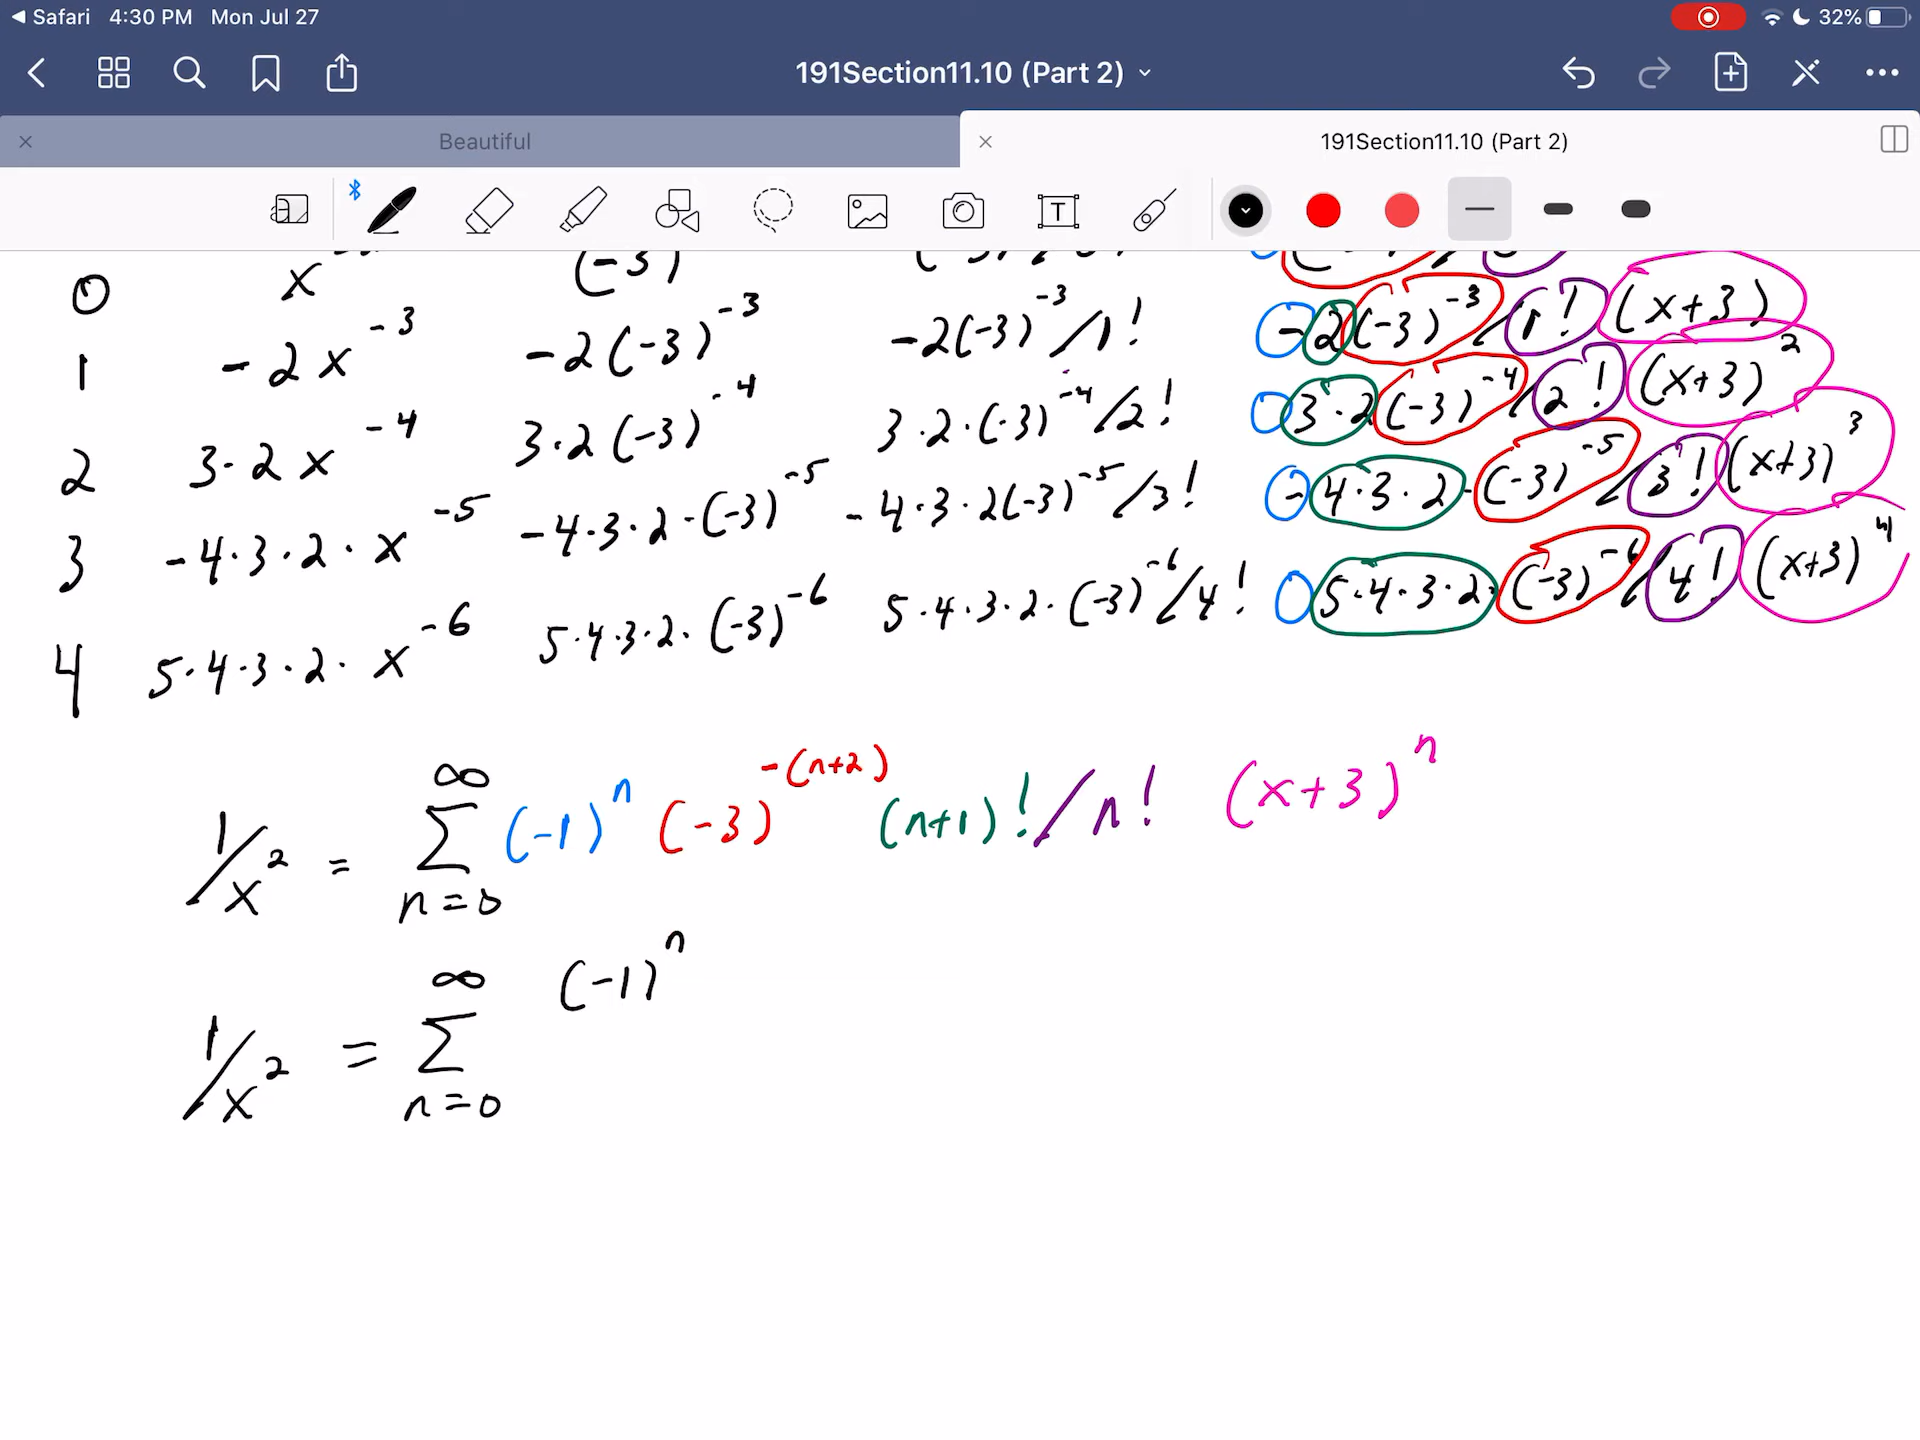 Safari 4:30 PM Mon Jul 27 32%
191Section11.10 (Part 2)
Beautiful 191Section11.10 (Part 2)
0 x (-3)
1 -2x^-3 -2(-3)^-3 -2(-3)^-3/1! -2(-3)^-3/1! (x+3)
2 3·2x^-4 3·2(-3)^-4 3·2·(-3)^-4/2! 3·2(-3)^-4/2! (x+3)^2
3 -4·3·2·x^-5 -4·3·2·(-3)^-5 -4·3·2(-3)^-5/3! -4·3·2·(-3)^-5/3! (x+3)^3
4 5·4·3·2·x^-6 5·4·3·2·(-3)^-6 5·4·3·2·(-3)^-6/4! 5·4·3·2·(-3)^-6/4! (x+3)^4
1/x^2 = ∑_{n=0}^∞ (-1)^n (-3)^-(n+2) (n+1)!/n! (x+3)^n
1/x^2 = ∑_{n=0}^∞ (-1)^n